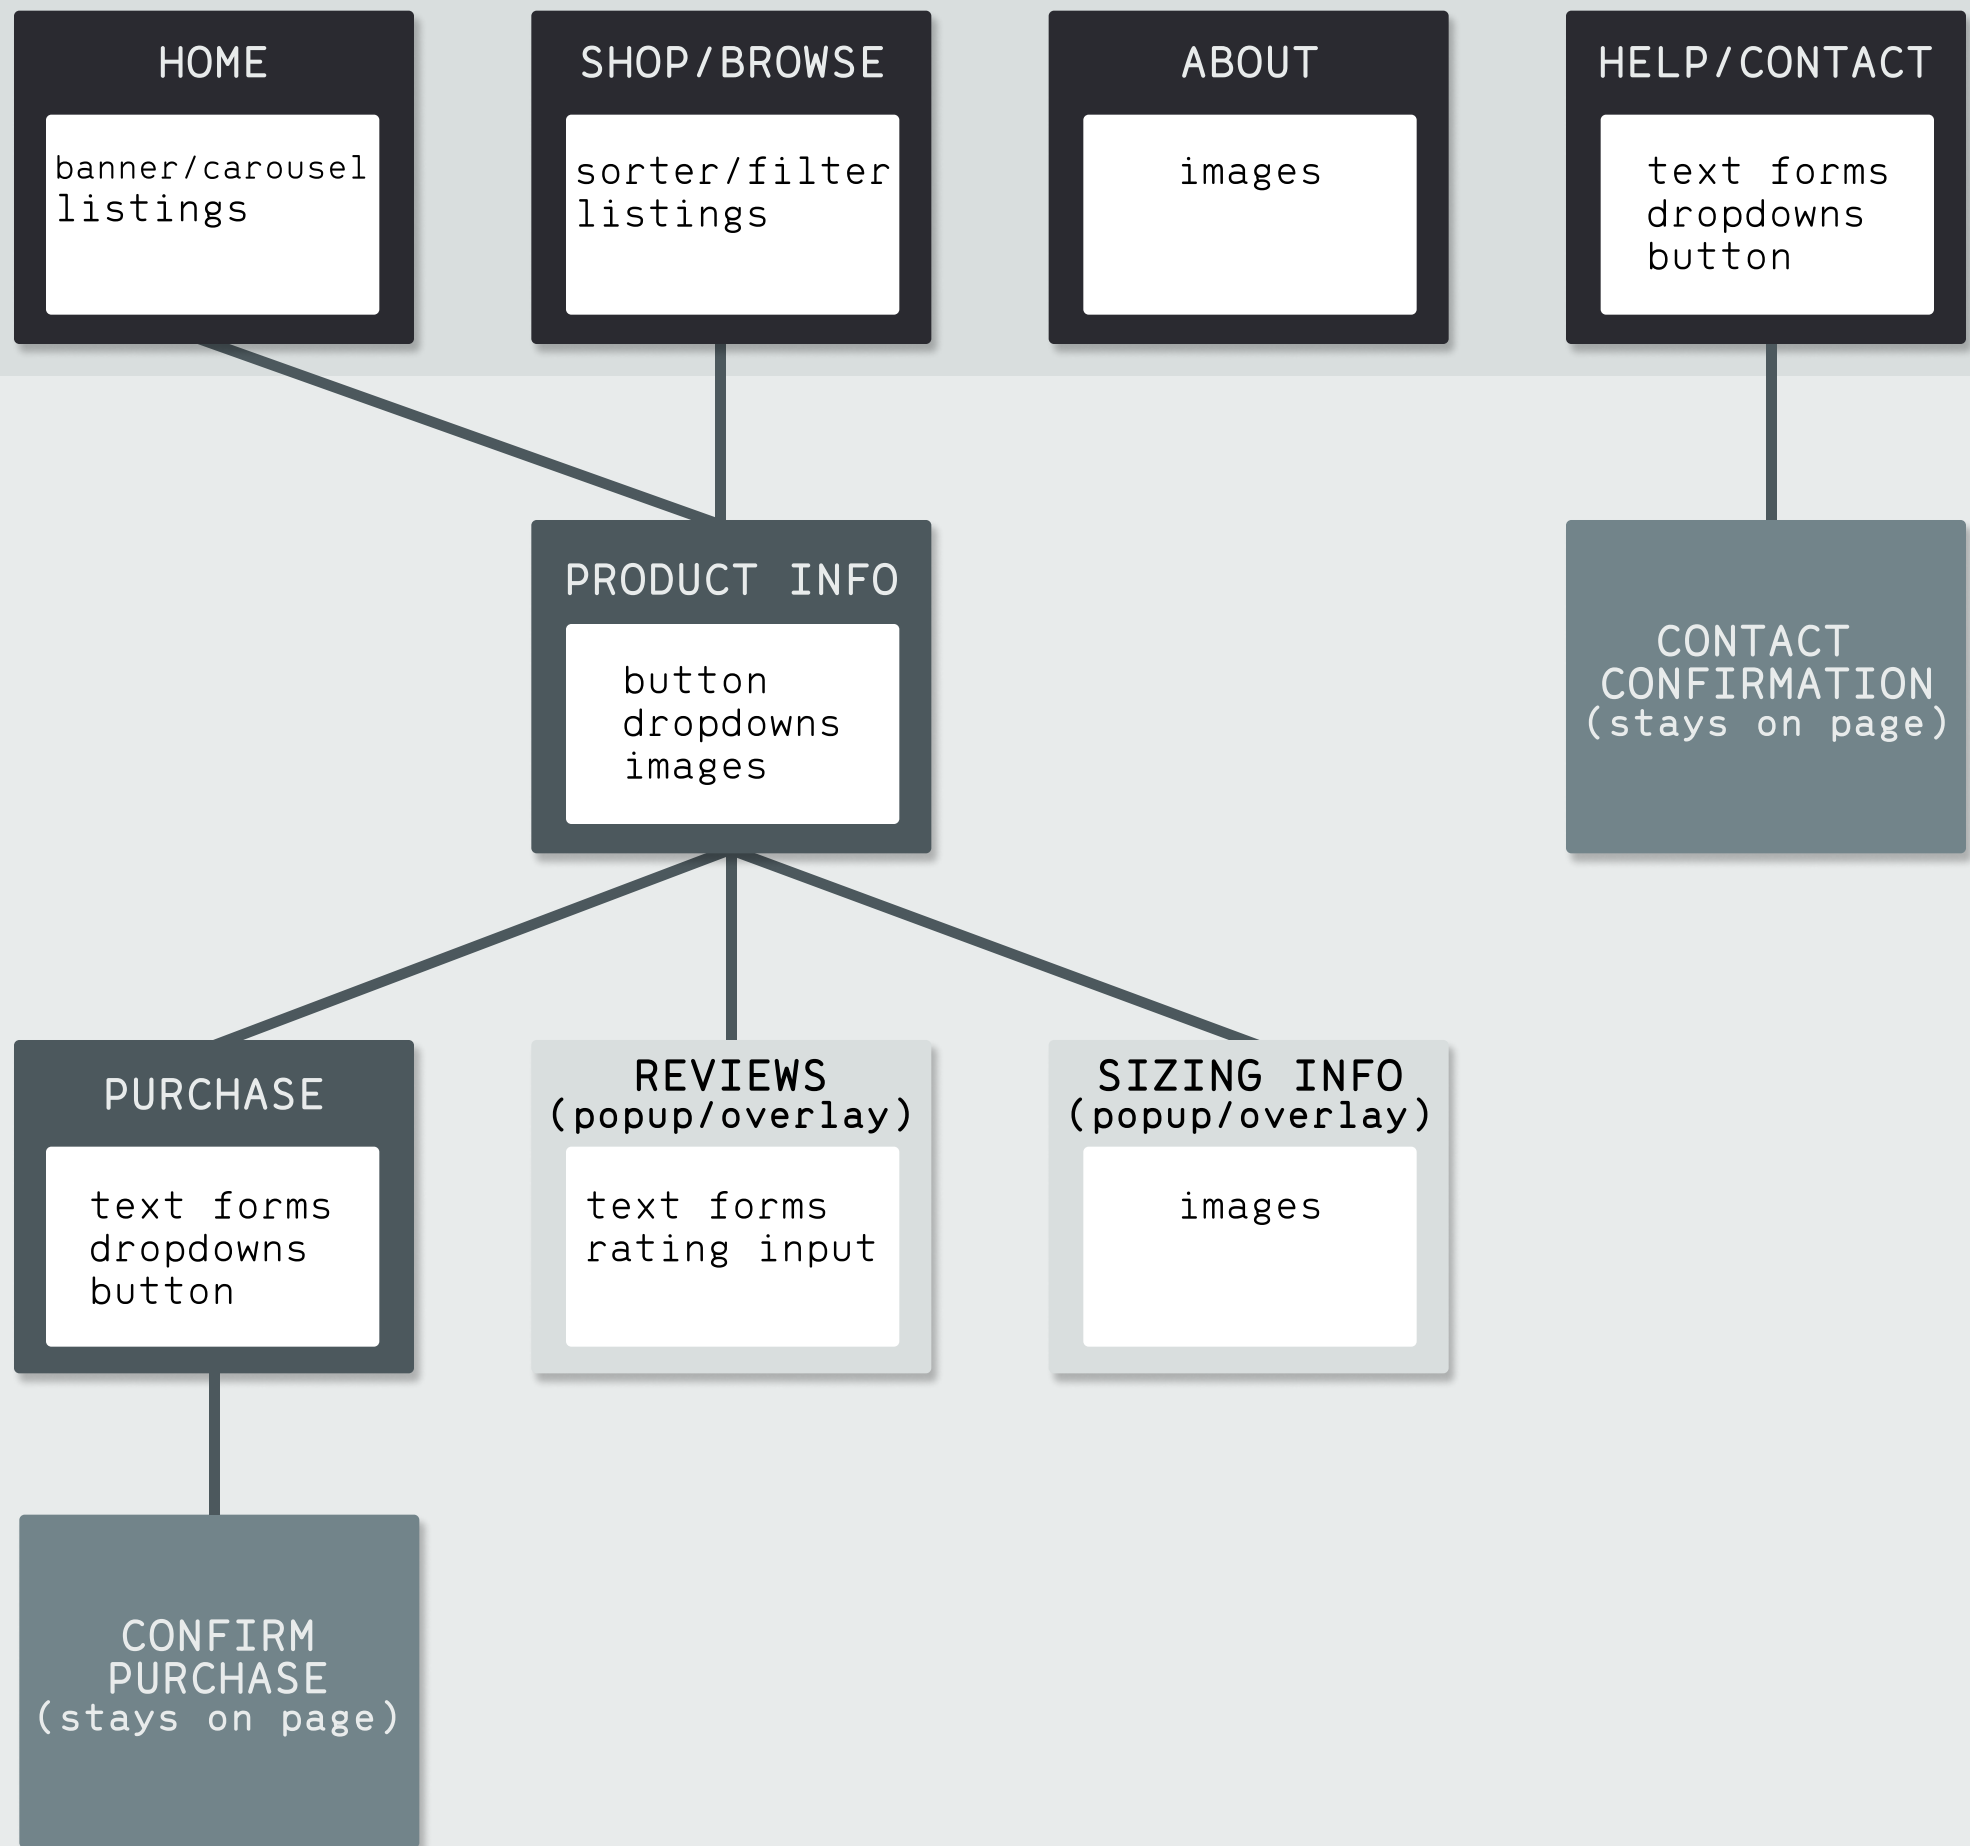 HOME
banner/carousel
listings
SHOP/BROWSE
sorter/filter
listings
ABOUT
images
HELP/CONTACT
text forms
dropdowns
button
PRODUCT INFO
button
dropdowns
images
CONTACT
CONFIRMATION
(stays on page)
PURCHASE
text forms
dropdowns
button
REVIEWS
(popup/overlay)
text forms
rating input
SIZING INFO
(popup/overlay)
images
CONFIRM
PURCHASE
(stays on page)